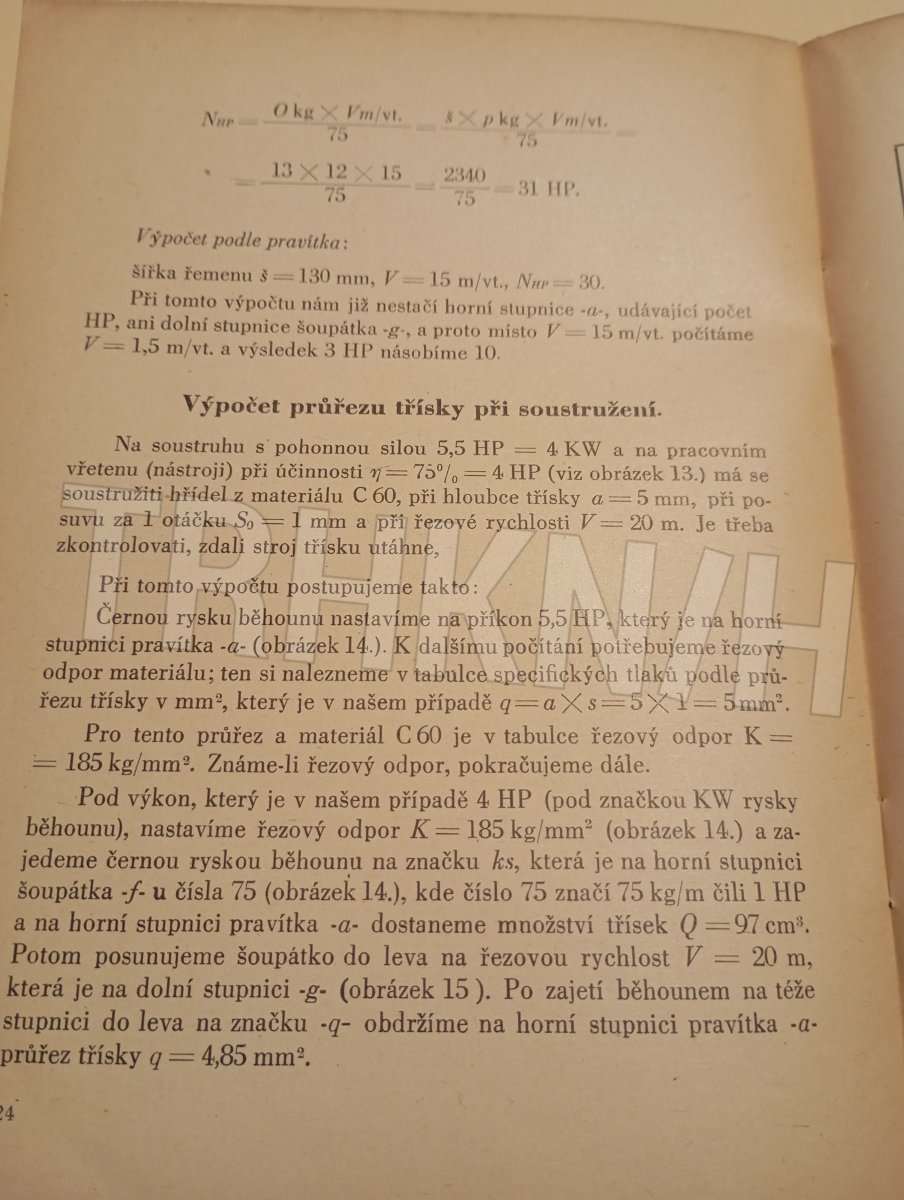 N_HP = O kg × Vm/vt. / 75 = š × p kg × Vm/vt. / 75 =
= 13 × 12 × 15 / 75 = 2340 / 75 = 31 HP.
Výpočet podle pravítka:
šířka řemenu š = 130 mm, V = 15 m/vt., N_HP = 30.
Při tomto výpočtu nám již nestačí horní stupnice -a-, udávající počet
HP, ani dolní stupnice šoupátka -g-, a proto místo V = 15 m/vt. počítáme
V = 1,5 m/vt. a výsledek 3 HP násobíme 10.
Výpočet průřezu třísky při soustružení.
Na soustruhu s pohonnou silou 5,5 HP = 4 KW a na pracovním
vřetenu (nástroji) při účinnosti η = 75% = 4 HP (viz obrázek 13.) má se
soustružiti hřídel z materiálu C 60, při hloubce třísky a = 5 mm, při po-
suvu za 1 otáčku S₀ = 1 mm a při řezové rychlosti V = 20 m. Je třeba
zkontrolovati, zdali stroj třísku utáhne,
Při tomto výpočtu postupujeme takto:
Černou rysku běhounu nastavíme na příkon 5,5 HP, který je na horní
stupnici pravítka -a- (obrázek 14.). K dalšímu počítání potřebujeme řezový
odpor materiálu; ten si nalezneme v tabulce specifických tlaků podle prů-
řezu třísky v mm², který je v našem případě q = a × s = 5 × 1 = 5 mm².
Pro tento průřez a materiál C 60 je v tabulce řezový odpor K =
= 185 kg/mm². Známe-li řezový odpor, pokračujeme dále.
Pod výkon, který je v našem případě 4 HP (pod značkou KW rysky
běhounu), nastavíme řezový odpor K = 185 kg/mm² (obrázek 14.) a za-
jedeme černou ryskou běhounu na značku ks, která je na horní stupnici
šoupátka -f- u čísla 75 (obrázek 14.), kde číslo 75 značí 75 kg/m čili 1 HP
a na horní stupnici pravítka -a- dostaneme množství třísek Q = 97 cm³.
Potom posunujeme šoupátko do leva na řezovou rychlost V = 20 m,
která je na dolní stupnici -g- (obrázek 15 ). Po zajetí běhounem na téže
stupnici do leva na značku -q- obdržíme na horní stupnici pravítka -a-
průřez třísky q = 4,85 mm².
24
TRHKNIH